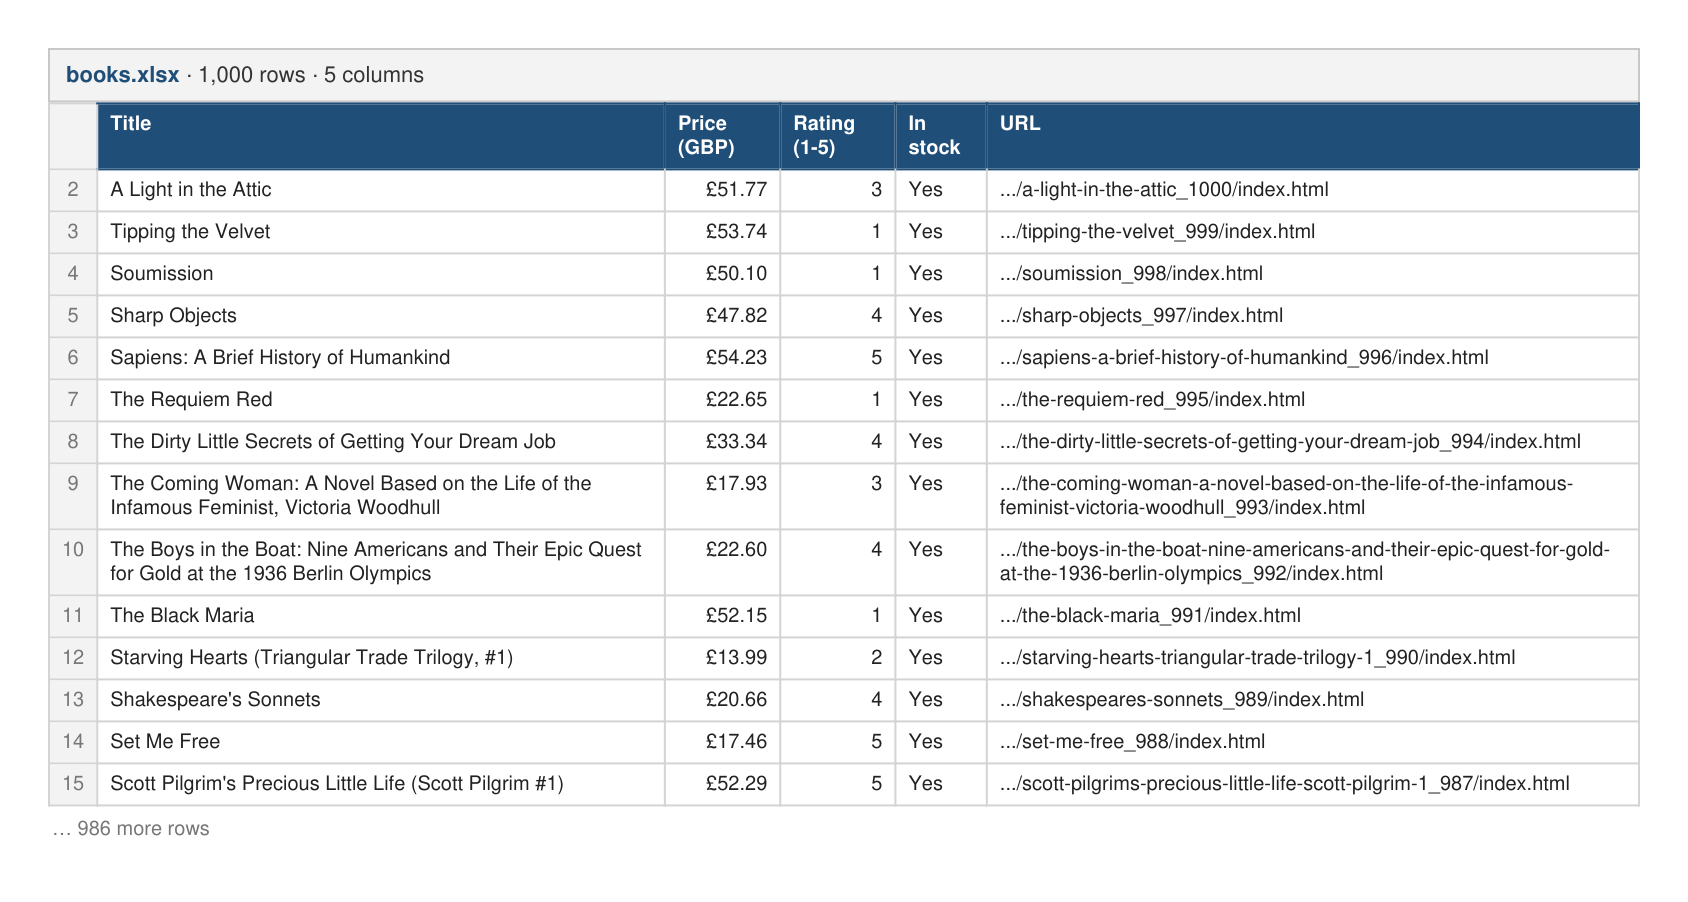 books.xlsx · 1,000 rows · 5 columns
Title Price (GBP) Rating (1-5) In stock URL
2 A Light in the Attic £51.77 3 Yes .../a-light-in-the-attic_1000/index.html
3 Tipping the Velvet £53.74 1 Yes .../tipping-the-velvet_999/index.html
4 Soumission £50.10 1 Yes .../soumission_998/index.html
5 Sharp Objects £47.82 4 Yes .../sharp-objects_997/index.html
6 Sapiens: A Brief History of Humankind £54.23 5 Yes .../sapiens-a-brief-history-of-humankind_996/index.html
7 The Requiem Red £22.65 1 Yes .../the-requiem-red_995/index.html
8 The Dirty Little Secrets of Getting Your Dream Job £33.34 4 Yes .../the-dirty-little-secrets-of-getting-your-dream-job_994/index.html
9 The Coming Woman: A Novel Based on the Life of the £17.93 3 Yes .../the-coming-woman-a-novel-based-on-the-life-of-the-infamous-
Infamous Feminist, Victoria Woodhull feminist-victoria-woodhull_993/index.html
10 The Boys in the Boat: Nine Americans and Their Epic Quest £22.60 4 Yes .../the-boys-in-the-boat-nine-americans-and-their-epic-quest-for-gold-
for Gold at the 1936 Berlin Olympics at-the-1936-berlin-olympics_992/index.html
11 The Black Maria £52.15 1 Yes .../the-black-maria_991/index.html
12 Starving Hearts (Triangular Trade Trilogy, #1) £13.99 2 Yes .../starving-hearts-triangular-trade-trilogy-1_990/index.html
13 Shakespeare's Sonnets £20.66 4 Yes .../shakespeares-sonnets_989/index.html
14 Set Me Free £17.46 5 Yes .../set-me-free_988/index.html
15 Scott Pilgrim's Precious Little Life (Scott Pilgrim #1) £52.29 5 Yes .../scott-pilgrims-precious-little-life-scott-pilgrim-1_987/index.html
… 986 more rows